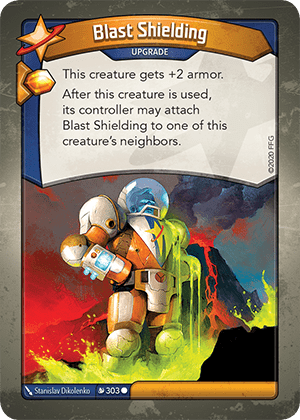 Blast Shielding
UPGRADE
This creature gets +2 armor.
After this creature is used,
its controller may attach
Blast Shielding to one of this
creature's neighbors.
©2020 FFG
Stanislav Dikolenko
303